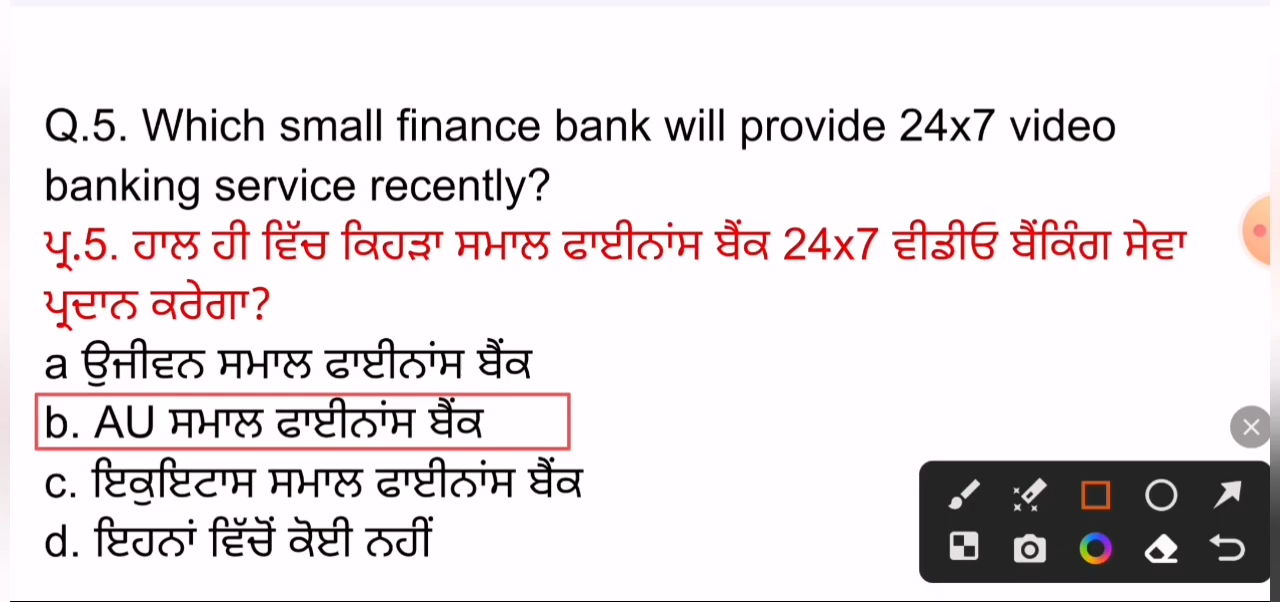 Q.5. Which small finance bank will provide 24x7 video
banking service recently?
ਪ੍ਰ.5. ਹਾਲ ਹੀ ਵਿੱਚ ਕਿਹੜਾ ਸਮਾਲ ਫਾਈਨਾਂਸ ਬੈਂਕ 24x7 ਵੀਡੀਓ ਬੈਂਕਿੰਗ ਸੇਵਾ
ਪ੍ਰਦਾਨ ਕਰੇਗਾ?
a ਉਜੀਵਨ ਸਮਾਲ ਫਾਈਨਾਂਸ ਬੈਂਕ
b. AU ਸਮਾਲ ਫਾਈਨਾਂਸ ਬੈਂਕ
c. ਇਕੁਇਟਾਸ ਸਮਾਲ ਫਾਈਨਾਂਸ ਬੈਂਕ
d. ਇਹਨਾਂ ਵਿੱਚੋਂ ਕੋਈ ਨਹੀਂ